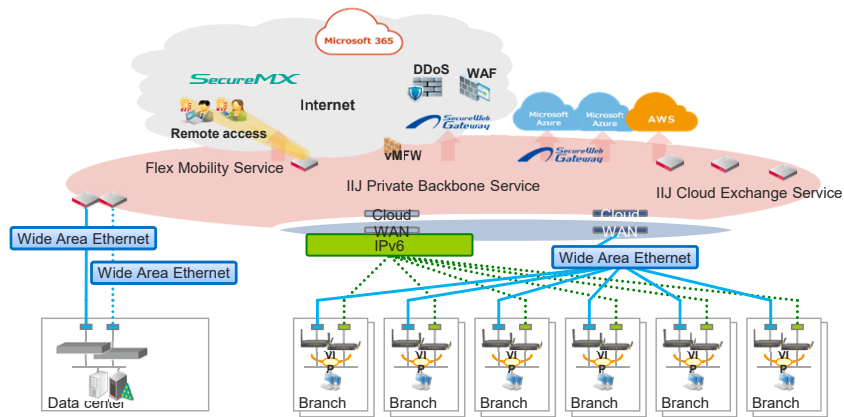 Microsoft 365
SecureMX
DDoS
WAF
Internet
Remote access
SecureWeb
Gateway
Microsoft
Azure
Microsoft
Azure
AWS
vMFW
SecureWeb
Gateway
Flex Mobility Service
IIJ Private Backbone Service
IIJ Cloud Exchange Service
Cloud
WAN
Cloud
WAN
Wide Area Ethernet
IPv6
Wide Area Ethernet
Wide Area Ethernet
VI
P
VI
P
VI
P
VI
P
VI
P
VI
P
Data center
Branch
Branch
Branch
Branch
Branch
Branch